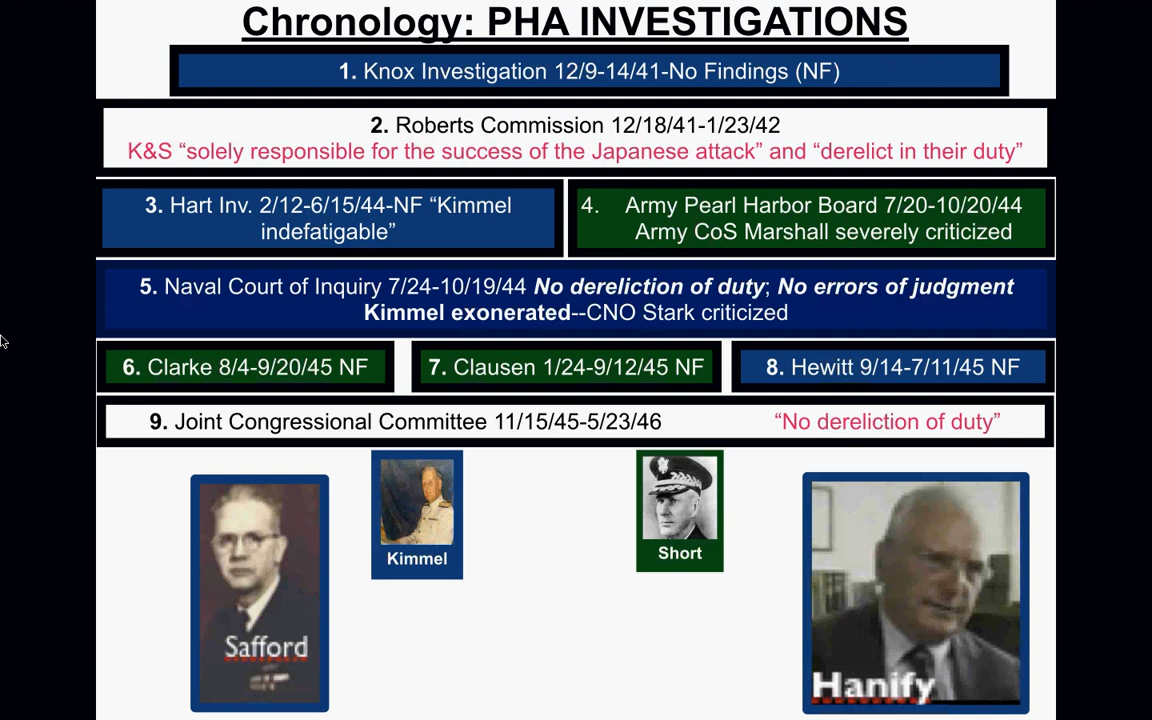 Chronology: PHA INVESTIGATIONS
1. Knox Investigation 12/9-14/41-No Findings (NF)
2. Roberts Commission 12/18/41-1/23/42
K&S “solely responsible for the success of the Japanese attack” and “derelict in their duty”
3. Hart Inv. 2/12-6/15/44-NF “Kimmel
indefatigable”
4. Army Pearl Harbor Board 7/20-10/20/44
Army CoS Marshall severely criticized
5. Naval Court of Inquiry 7/24-10/19/44 No dereliction of duty; No errors of judgment
Kimmel exonerated--CNO Stark criticized
6. Clarke 8/4-9/20/45 NF
7. Clausen 1/24-9/12/45 NF
8. Hewitt 9/14-7/11/45 NF
9. Joint Congressional Committee 11/15/45-5/23/46 “No dereliction of duty”
Kimmel
Short
Safford
Hanify